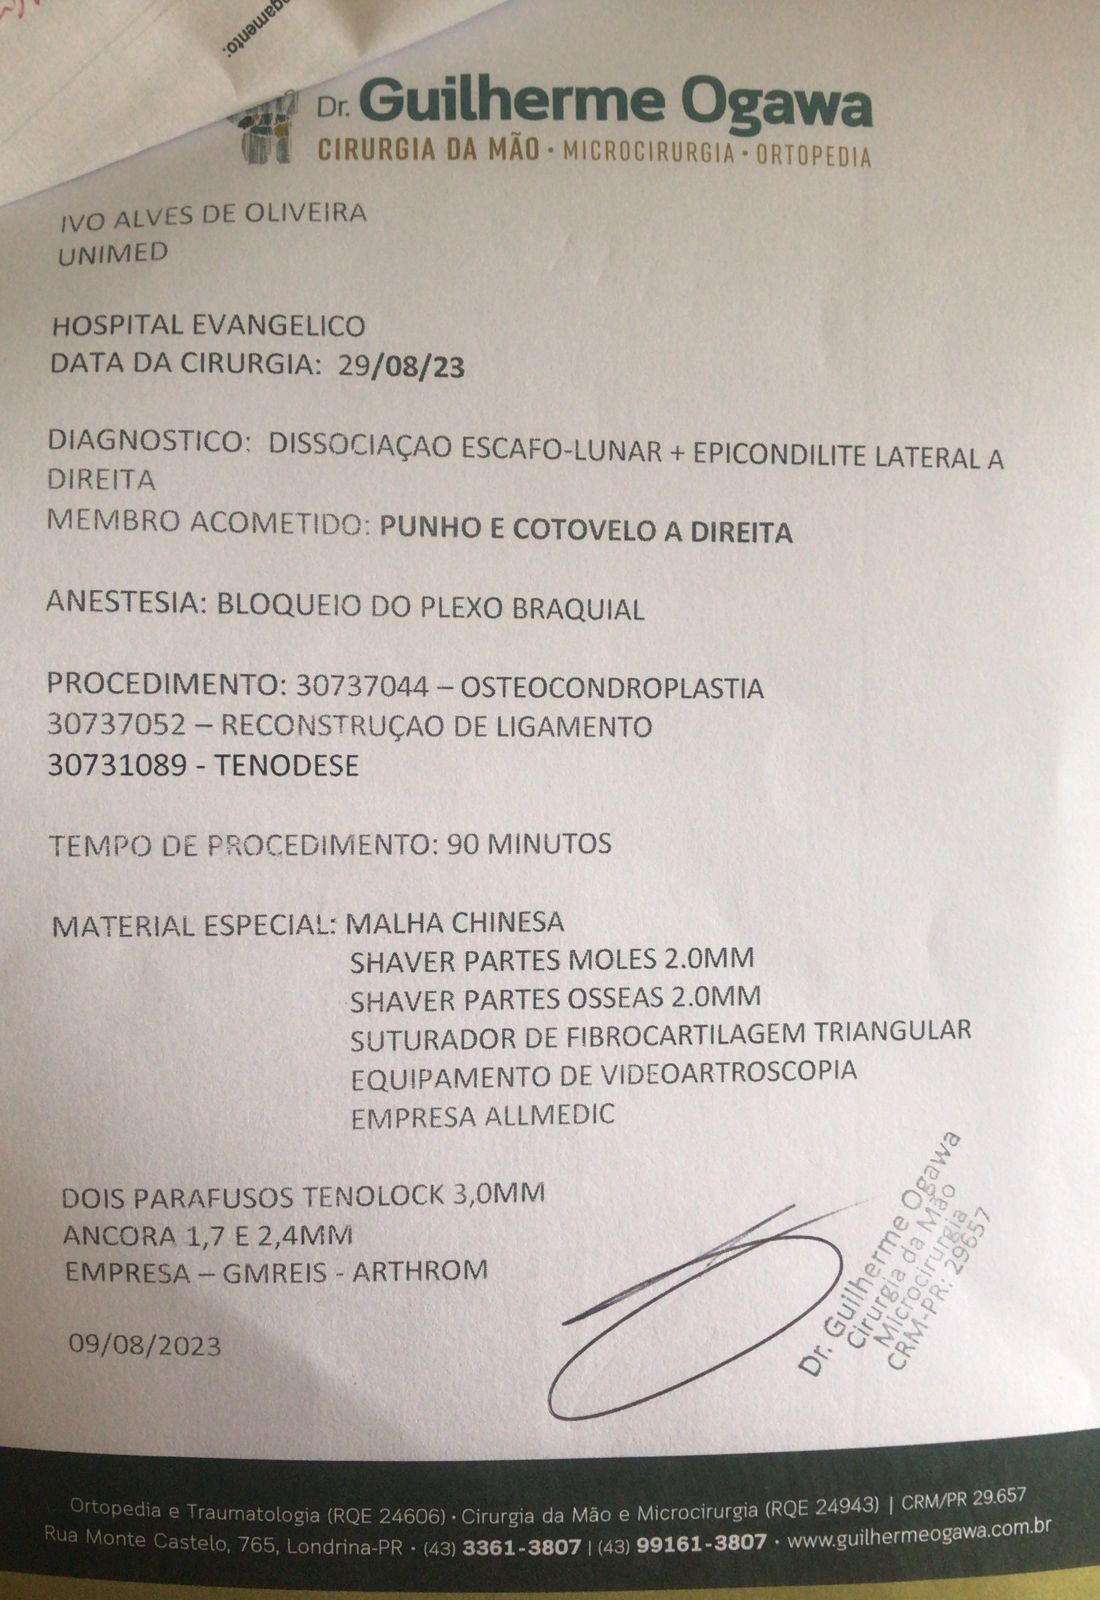 gamento:
Dr. Guilherme Ogawa
CIRURGIA DA MÃO · MICROCIRURGIA · ORTOPEDIA
IVO ALVES DE OLIVEIRA
UNIMED
HOSPITAL EVANGELICO
DATA DA CIRURGIA: 29/08/23
DIAGNOSTICO: DISSOCIAÇAO ESCAFO-LUNAR + EPICONDILITE LATERAL A
DIREITA
MEMBRO ACOMETIDO: PUNHO E COTOVELO A DIREITA
ANESTESIA: BLOQUEIO DO PLEXO BRAQUIAL
PROCEDIMENTO: 30737044 – OSTEOCONDROPLASTIA
30737052 – RECONSTRUÇAO DE LIGAMENTO
30731089 - TENODESE
TEMPO DE PROCEDIMENTO: 90 MINUTOS
MATERIAL ESPECIAL: MALHA CHINESA
SHAVER PARTES MOLES 2.0MM
SHAVER PARTES OSSEAS 2.0MM
SUTURADOR DE FIBROCARTILAGEM TRIANGULAR
EQUIPAMENTO DE VIDEOARTROSCOPIA
EMPRESA ALLMEDIC
DOIS PARAFUSOS TENOLOCK 3,0MM
ANCORA 1,7 E 2,4MM
EMPRESA – GMREIS - ARTHROM
09/08/2023
Dr. Guilherme Ogawa
Cirurgia da Mão
Microcirurgia
CRM-PR: 29657
Ortopedia e Traumatologia (RQE 24606) · Cirurgia da Mão e Microcirurgia (RQE 24943) | CRM/PR 29.657
Rua Monte Castelo, 765, Londrina-PR · (43) 3361-3807 | (43) 99161-3807 · www.guilhermeogawa.com.br